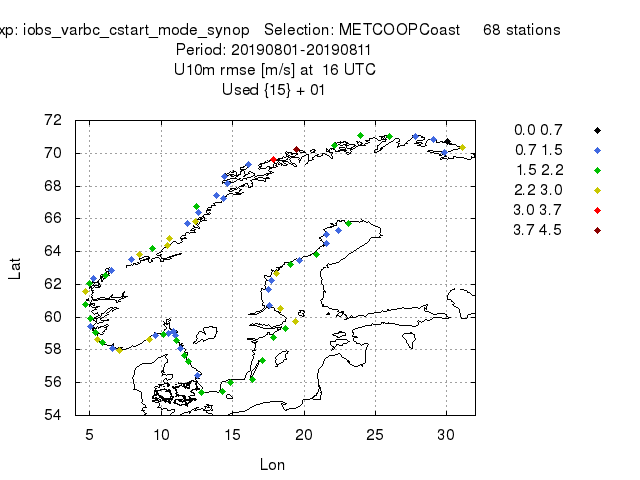 xp: iobs_varbc_cstart_mode_synop Selection: METCOOPCoast 68 stations
Period: 20190801-20190811
U10m rmse [m/s] at 16 UTC
Used {15} + 01
72
70
68
66
64
62
60
58
56
54
Lat
5 10 15 20 25 30
Lon
0.0 0.7
0.7 1.5
1.5 2.2
2.2 3.0
3.0 3.7
3.7 4.5